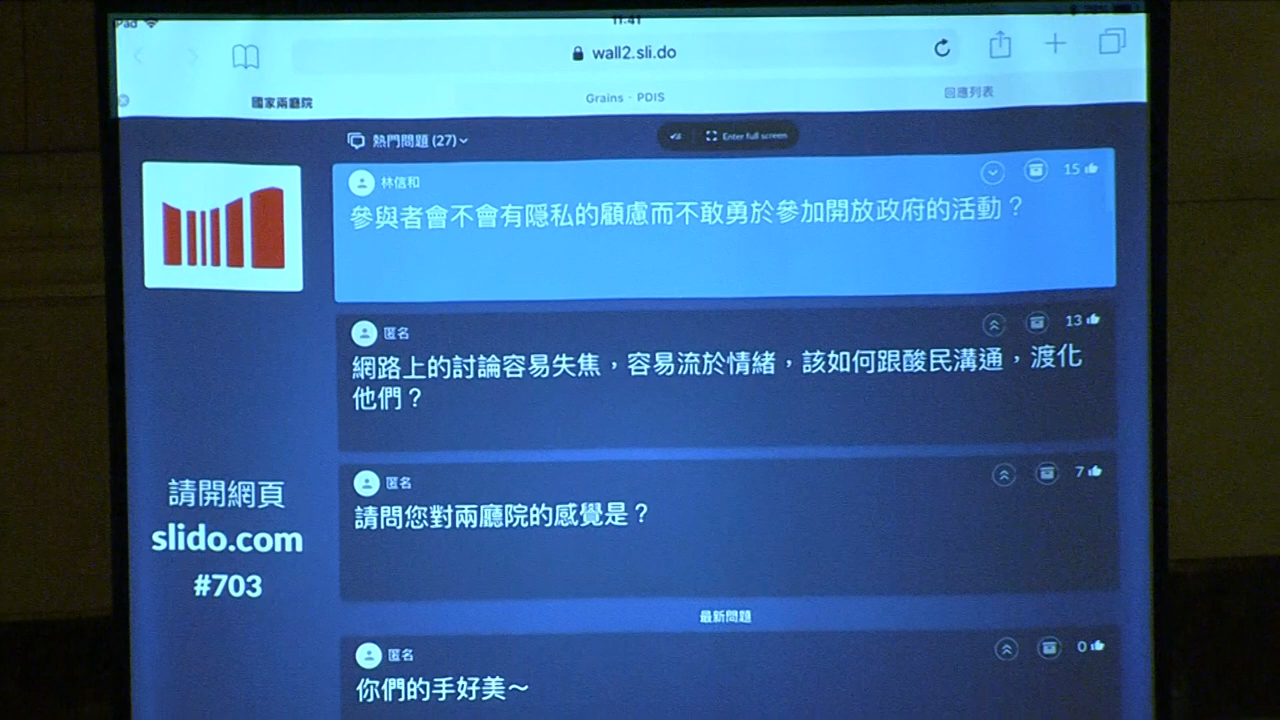 iPad
11:41
wall2.sli.do
國家兩廳院
Grains · PDIS
回應列表
熱門問題 (27)
Enter full screen
林信和
15
參與者會不會有隱私的顧慮而不敢勇於參加開放政府的活動？
匿名
13
網路上的討論容易失焦，容易流於情緒，該如何跟酸民溝通，渡化
他們？
匿名
7
請問您對兩廳院的感覺是？
請開網頁
slido.com
#703
最新問題
匿名
0
你們的手好美～